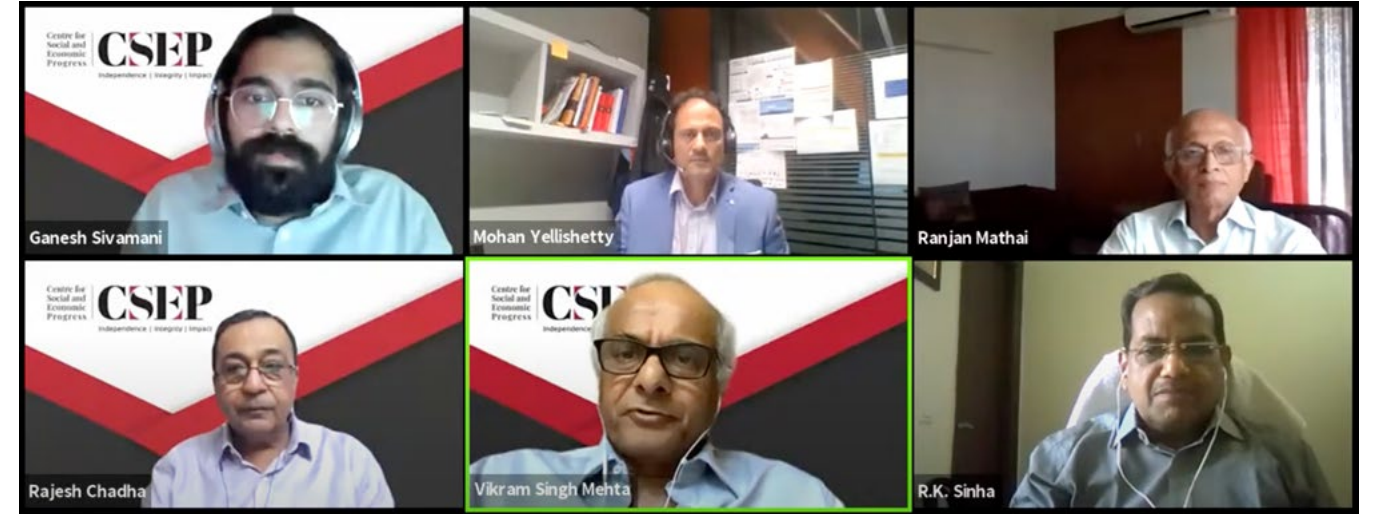 Centre for
Social and
Economic
Progress
CSEP
Independence | Integrity | Impact
Ganesh Sivamani
Mohan Yellishetty
Ranjan Mathai
Centre for
Social and
Economic
Progress
CSEP
Independence | Integrity | Impact
Rajesh Chadha
Centre for
Social and
Economic
Progress
Independence
Vikram Singh Mehta
R.K. Sinha